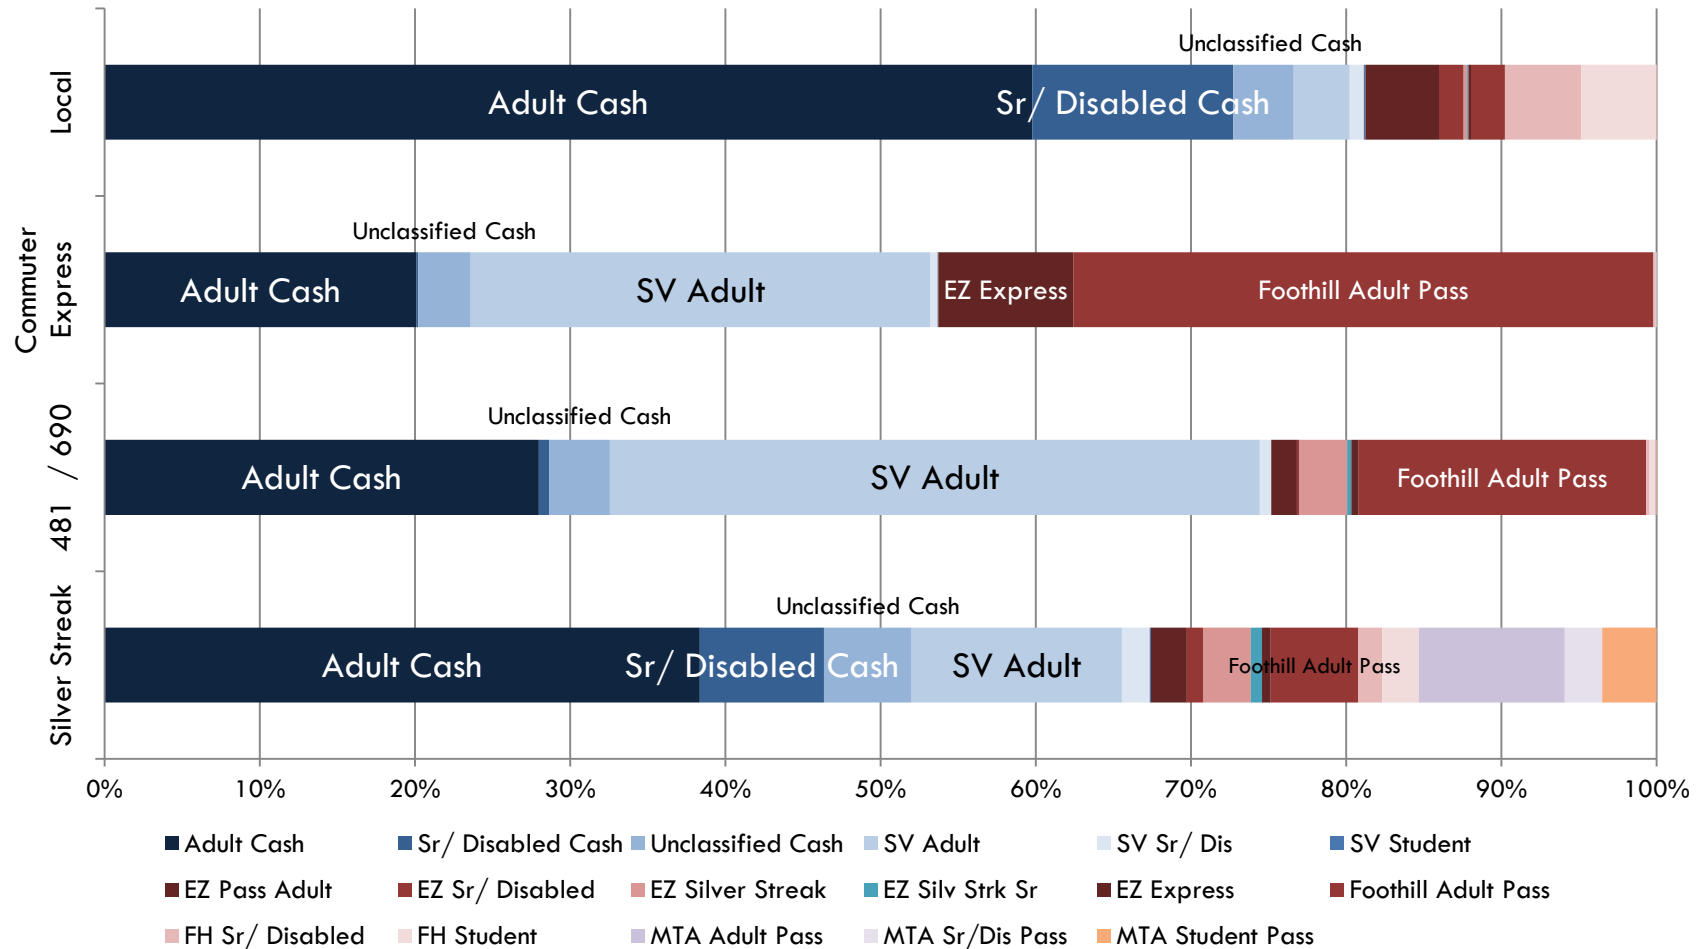 Unclassified Cash
Local
Adult Cash
Sr/ Disabled Cash
Unclassified Cash
Commuter
Express
Adult Cash
SV Adult
EZ Express
Foothill Adult Pass
Unclassified Cash
481 / 690
Adult Cash
SV Adult
Foothill Adult Pass
Unclassified Cash
Silver Streak
Adult Cash
Sr/ Disabled Cash
SV Adult
Foothill Adult Pass
0% 10% 20% 30% 40% 50% 60% 70% 80% 90% 100%
Adult Cash Sr/ Disabled Cash Unclassified Cash SV Adult SV Sr/ Dis SV Student
EZ Pass Adult EZ Sr/ Disabled EZ Silver Streak EZ Silv Strk Sr EZ Express Foothill Adult Pass
FH Sr/ Disabled FH Student MTA Adult Pass MTA Sr/Dis Pass MTA Student Pass